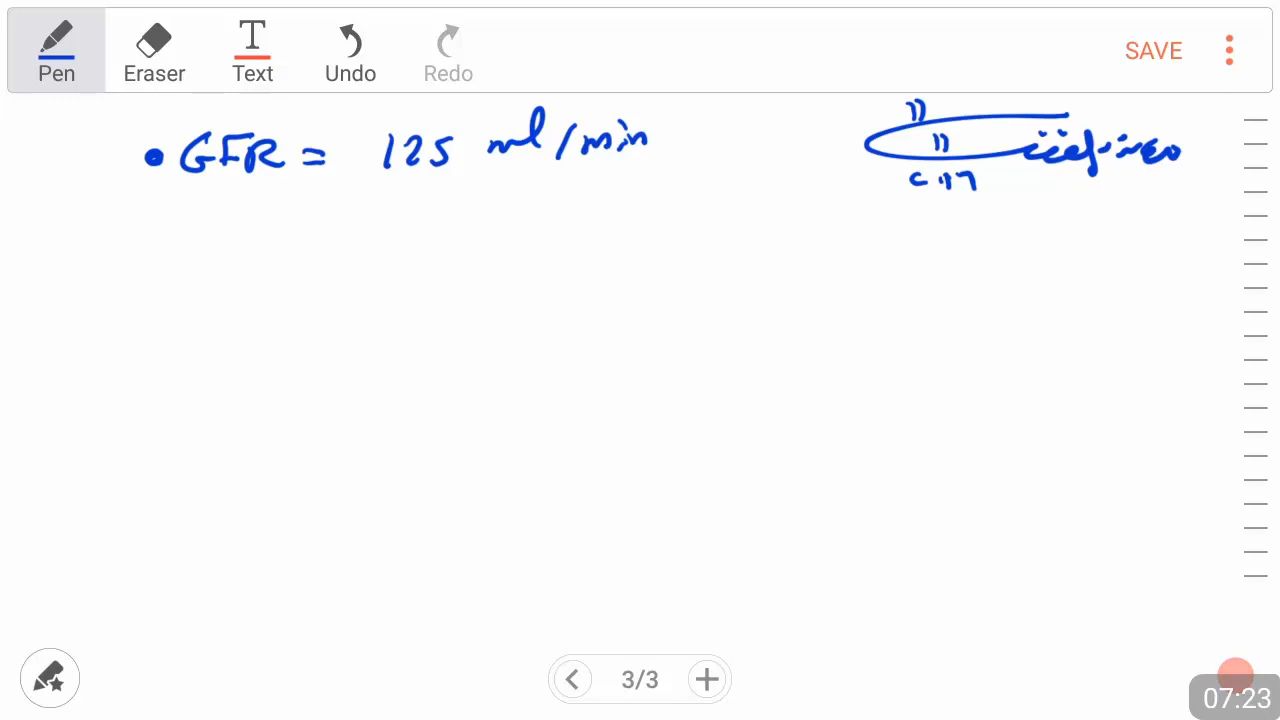 Pen
Eraser
T
Text
Undo
Redo
SAVE
• GFR = 125 ml/min
3/3
07:23